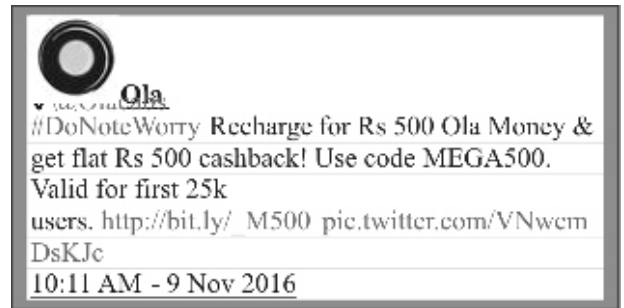 Ola
#DoNoteWorry Recharge for Rs 500 Ola Money &
get flat Rs 500 cashback! Use code MEGA500.
Valid for first 25k
users. http://bit.ly/_M500 pic.twitter.com/VNwcm
DsKJc
10:11 AM - 9 Nov 2016